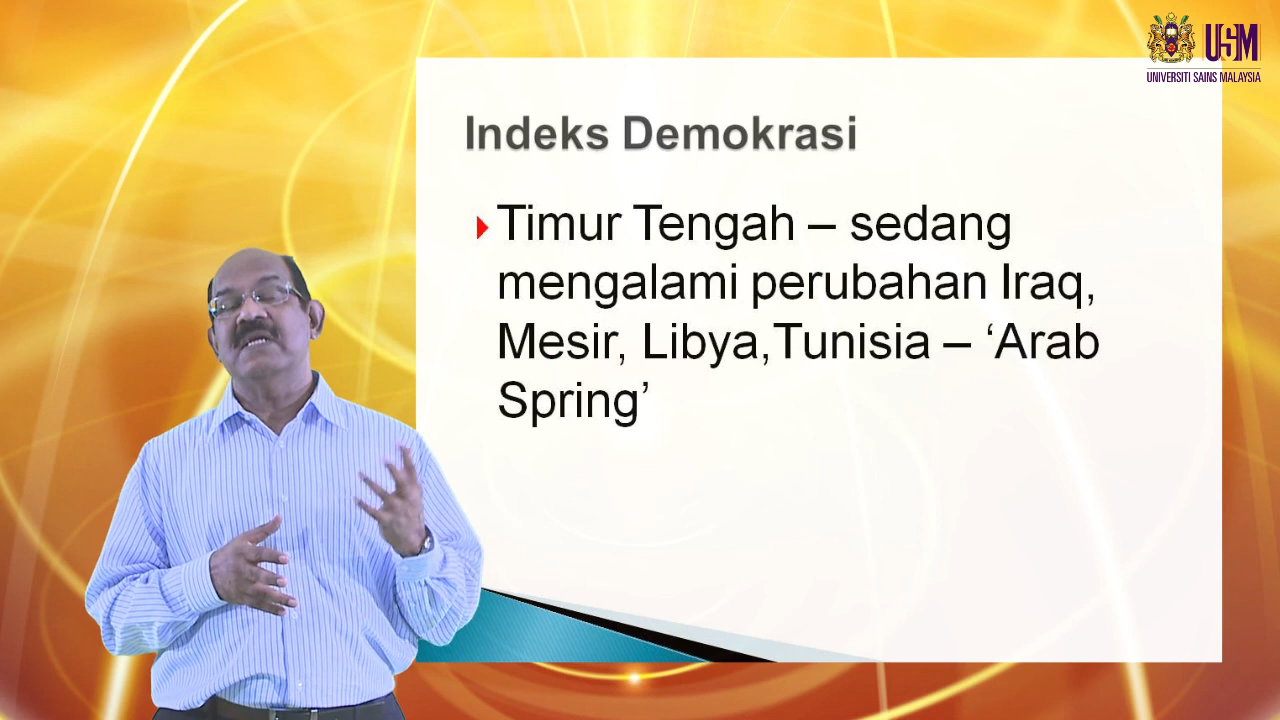 USM
UNIVERSITI SAINS MALAYSIA
Indeks Demokrasi
Timur Tengah – sedang
mengalami perubahan Iraq,
Mesir, Libya,Tunisia – ‘Arab
Spring’